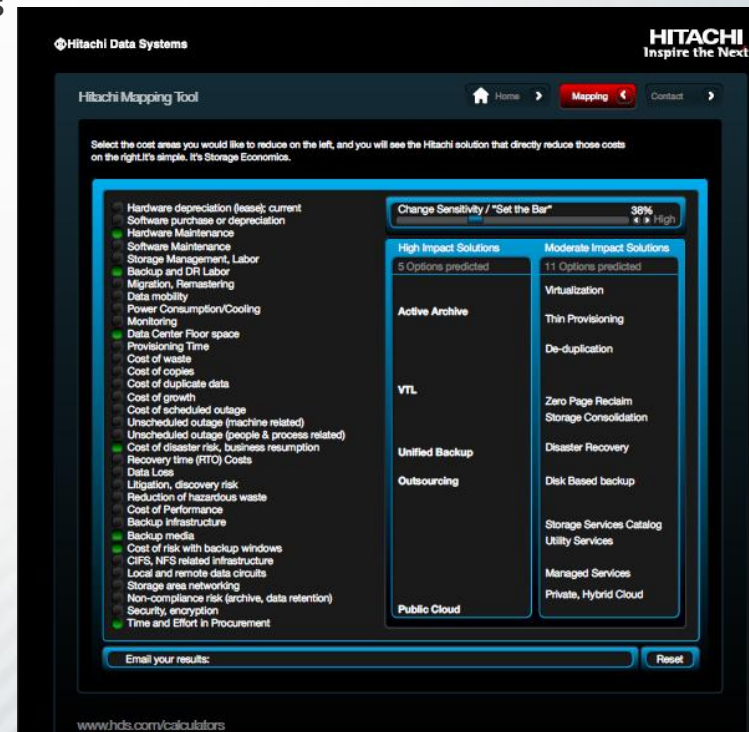 Hitachi Data Systems
HITACHI
Inspire the Next
Hitachi Mapping Tool
Home
Mapping
Contact
Select the cost areas you would like to reduce on the left, and you will see the Hitachi solution that directly reduce those costs
on the right.It's simple. It's Storage Economics.
Hardware depreciation (lease); current
Software purchase or depreciation
Hardware Maintenance
Software Maintenance
Storage Management, Labor
Backup and DR Labor
Migration, Remastering
Data mobility
Power Consumption/Cooling
Monitoring
Data Center Floor space
Provisioning Time
Cost of waste
Cost of copies
Cost of duplicate data
Cost of growth
Cost of scheduled outage
Unscheduled outage (machine related)
Unscheduled outage (people & process related)
Cost of disaster risk, business resumption
Recovery time (RTO) Costs
Data Loss
Litigation, discovery risk
Reduction of hazardous waste
Cost of Performance
Backup infrastructure
Backup media
Cost of risk with backup windows
CIFS, NFS related infrastructure
Local and remote data circuits
Storage area networking
Non-compliance risk (archive, data retention)
Security, encryption
Time and Effort in Procurement
Change Sensitivity / "Set the Bar"
38%
High
High Impact Solutions
5 Options predicted
Active Archive
VTL
Unified Backup
Outsourcing
Public Cloud
Moderate Impact Solutions
11 Options predicted
Virtualization
Thin Provisioning
De-duplication
Zero Page Reclaim
Storage Consolidation
Disaster Recovery
Disk Based backup
Storage Services Catalog
Utility Services
Managed Services
Private, Hybrid Cloud
Email your results:
Reset
www.hds.com/calculators